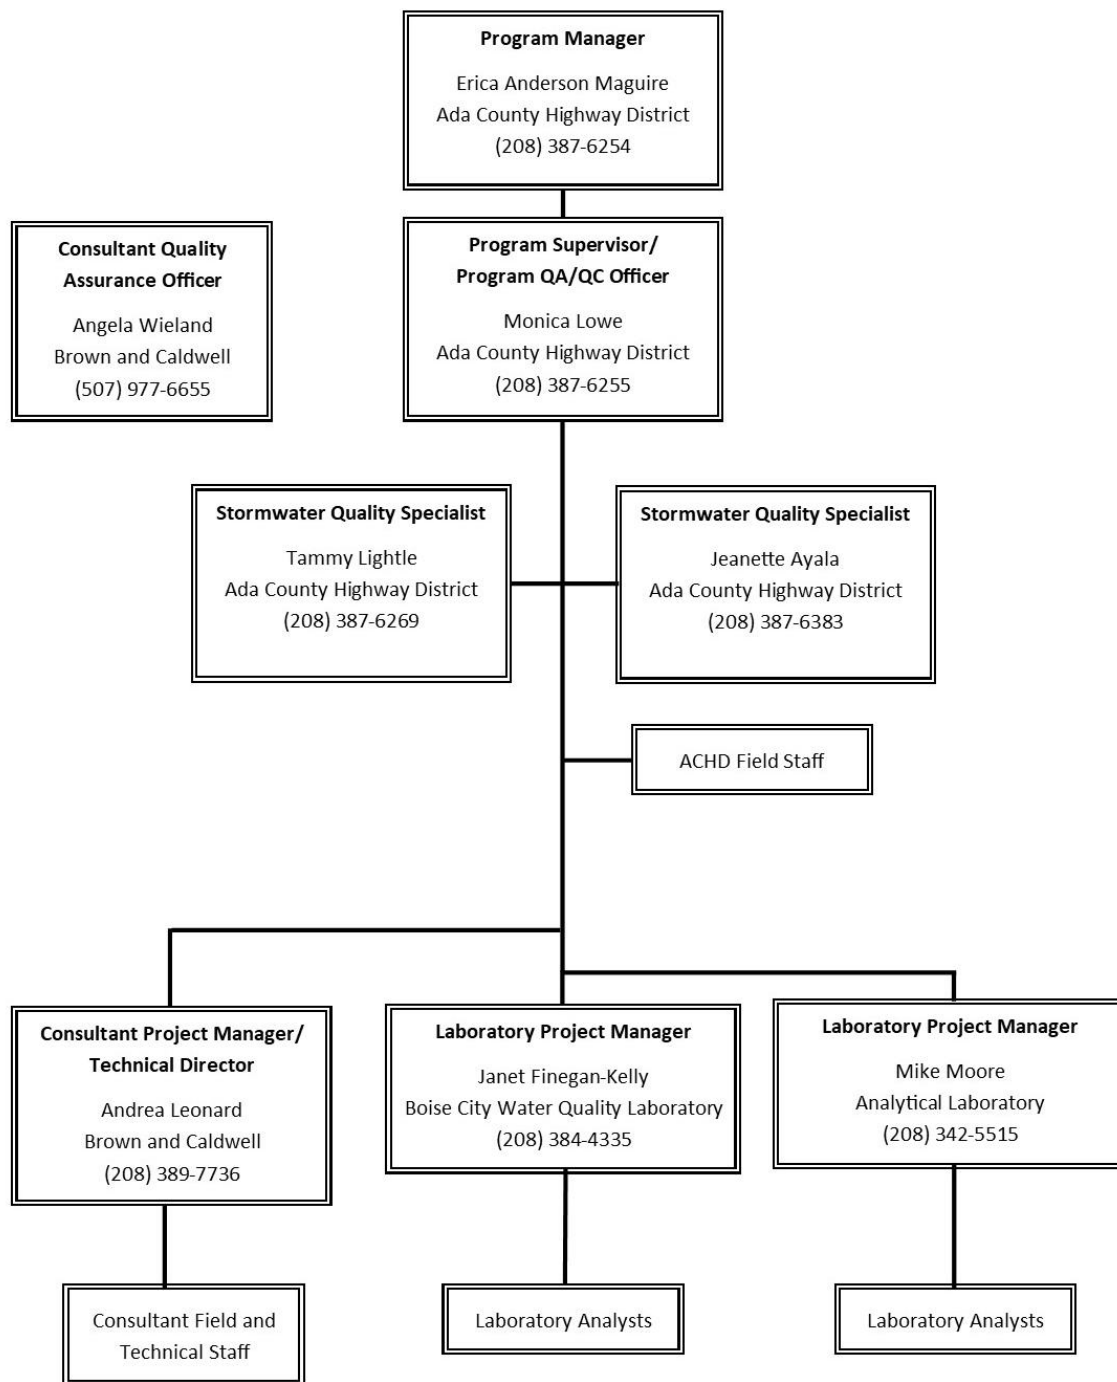 Program Manager
Erica Anderson Maguire
Ada County Highway District
(208) 387-6254
Consultant Quality
Assurance Officer
Angela Wieland
Brown and Caldwell
(507) 977-6655
Program Supervisor/
Program QA/QC Officer
Monica Lowe
Ada County Highway District
(208) 387-6255
Stormwater Quality Specialist
Tammy Lightle
Ada County Highway District
(208) 387-6269
Stormwater Quality Specialist
Jeanette Ayala
Ada County Highway District
(208) 387-6383
ACHD Field Staff
Consultant Project Manager/
Technical Director
Andrea Leonard
Brown and Caldwell
(208) 389-7736
Laboratory Project Manager
Janet Finegan-Kelly
Boise City Water Quality Laboratory
(208) 384-4335
Laboratory Project Manager
Mike Moore
Analytical Laboratory
(208) 342-5515
Consultant Field and
Technical Staff
Laboratory Analysts
Laboratory Analysts